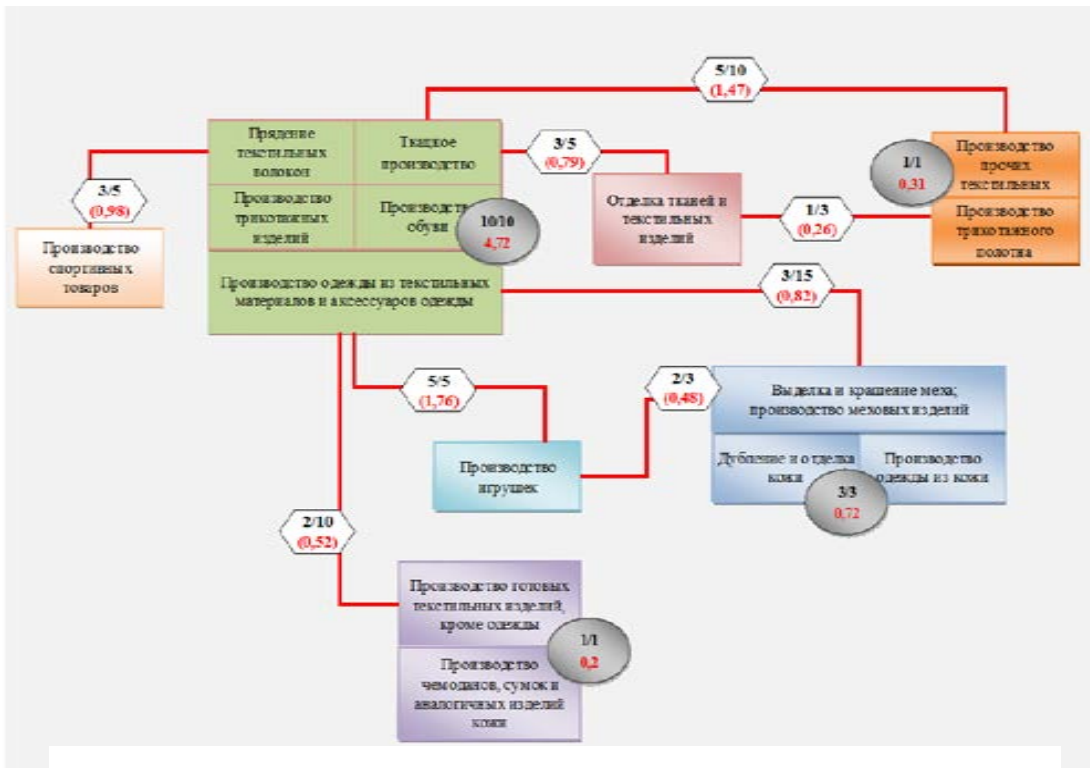 5/10
(1,47)
Прядение
текстильных
волокон
Ткацкое
производство
3/5
(0,79)
1/1
0,31
Производство
прочих
текстильных
3/5
(0,98)
Производство
трикотажных
изделий
Производство
обуви
10/10
4,72
Отделка тканей и
текстильных
изделий
1/3
(0,26)
Производство
трикотажного
полотна
Производство
спортивных
товаров
Производство одежды из текстильных
материалов и аксессуаров одежды
3/15
(0,82)
5/5
(1,76)
2/3
(0,48)
Выделка и крашение меха;
производство меховых изделий
Производство
игрушек
Дубление и отделка
кожи
Производство
одежды из кожи
3/3
0,72
2/10
(0,52)
Производство готовых
текстильных изделий,
кроме одежды
1/1
0,2
Производство
чемоданов, сумок и
аналогичных изделий
кожи